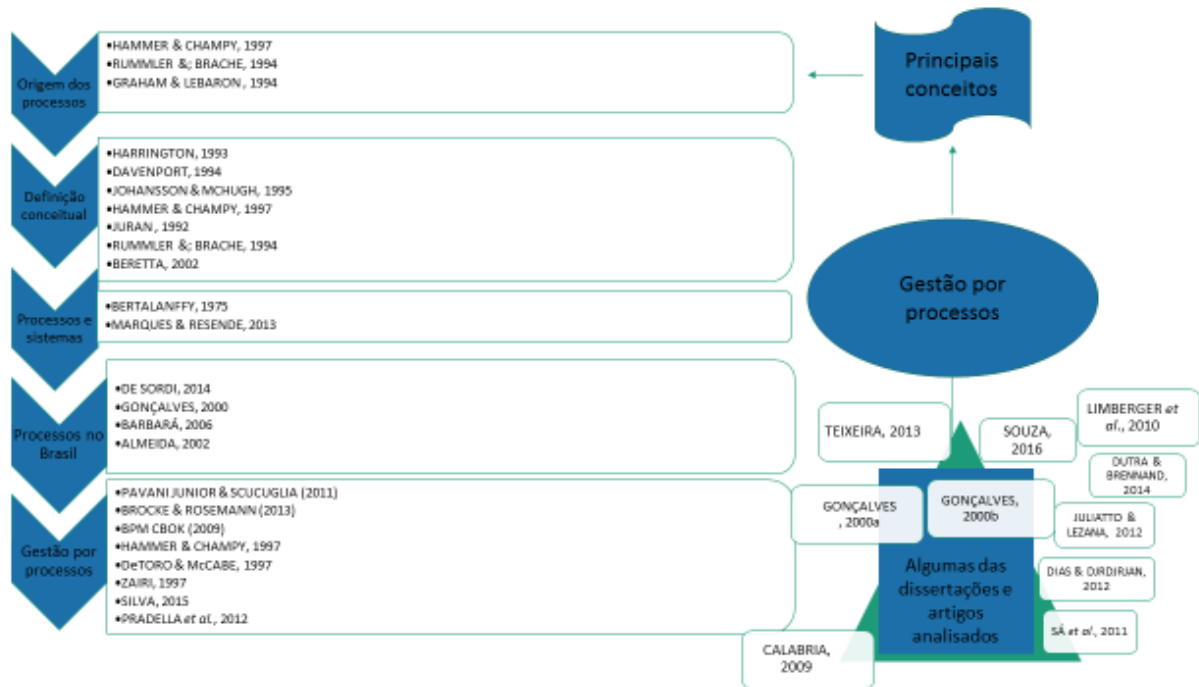 Origem dos
processos
•HAMMER & CHAMPY, 1997
•RUMMLER &; BRACHE, 1994
•GRAHAM & LEBARON, 1994
Definição
conceitual
•HARRINGTON, 1993
•DAVENPORT, 1994
•JOHANSSON & MCHUGH, 1995
•HAMMER & CHAMPY, 1997
•JURAN, 1992
•RUMMLER &; BRACHE, 1994
•BERETTA, 2002
Processos e
sistemas
•BERTALANFFY, 1975
•MARQUES & RESENDE, 2013
Processos no
Brasil
•DE SORDI, 2014
•GONÇALVES, 2000
•BARBARÁ, 2006
•ALMEIDA, 2002
Gestão por
processos
•PAVANI JUNIOR & SCUCUGLIA (2011)
•BROCKE & ROSEMANN (2013)
•BPM CBOK (2009)
•HAMMER & CHAMPY, 1997
•DeTORO & McCABE, 1997
•ZAIRI, 1997
•SILVA, 2015
•PRADELLA et al., 2012
Principais
conceitos
Gestão por
processos
TEIXEIRA, 2013
SOUZA,
2016
LIMBERGER et
al., 2010
DUTRA &
BRENNAND,
2014
GONÇALVES
, 2000a
GONÇALVES,
2000b
JULIATTO &
LEZANA, 2012
Algumas das
dissertações e
artigos
analisados
DIAS & DJRDJRJAN,
2012
SÁ et al., 2011
CALABRIA,
2009